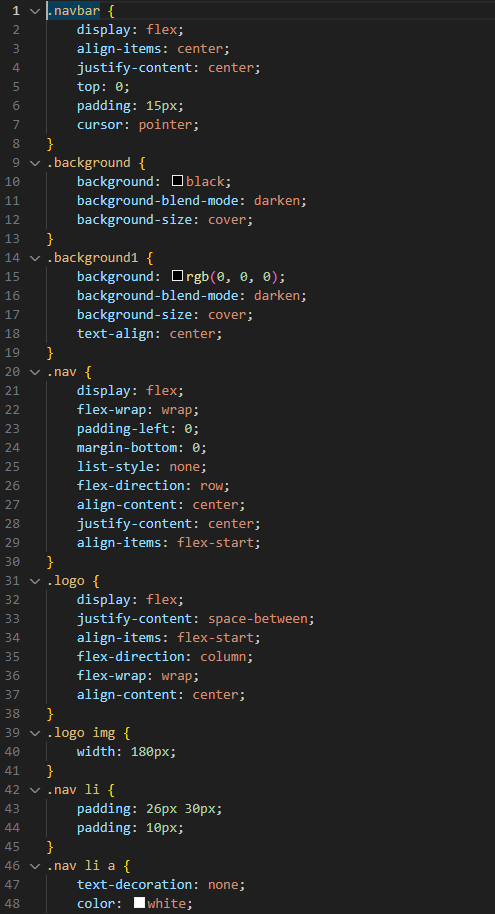 1 .navbar {
2 display: flex;
3 align-items: center;
4 justify-content: center;
5 top: 0;
6 padding: 15px;
7 cursor: pointer;
8 }
9 .background {
10 background: black;
11 background-blend-mode: darken;
12 background-size: cover;
13 }
14 .background1 {
15 background: rgb(0, 0, 0);
16 background-blend-mode: darken;
17 background-size: cover;
18 text-align: center;
19 }
20 .nav {
21 display: flex;
22 flex-wrap: wrap;
23 padding-left: 0;
24 margin-bottom: 0;
25 list-style: none;
26 flex-direction: row;
27 align-content: center;
28 justify-content: center;
29 align-items: flex-start;
30 }
31 .logo {
32 display: flex;
33 justify-content: space-between;
34 align-items: flex-start;
35 flex-direction: column;
36 flex-wrap: wrap;
37 align-content: center;
38 }
39 .logo img {
40 width: 180px;
41 }
42 .nav li {
43 padding: 26px 30px;
44 padding: 10px;
45 }
46 .nav li a {
47 text-decoration: none;
48 color: white;